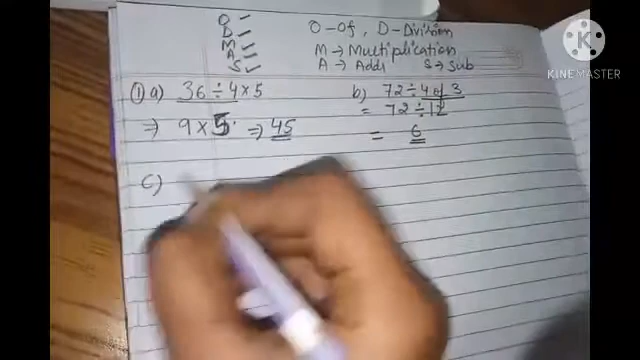 O -
D -
M -
A -
S -
O - Of, D - Division
M → Multiplication
A → Addi S → Sub
① a) 36 ÷ 4 × 5
⇒ 9 × 5 ⇒ 45
b) 72 ÷ 4 of 3
= 72 ÷ 12
= 6
c)
KINEMASTER